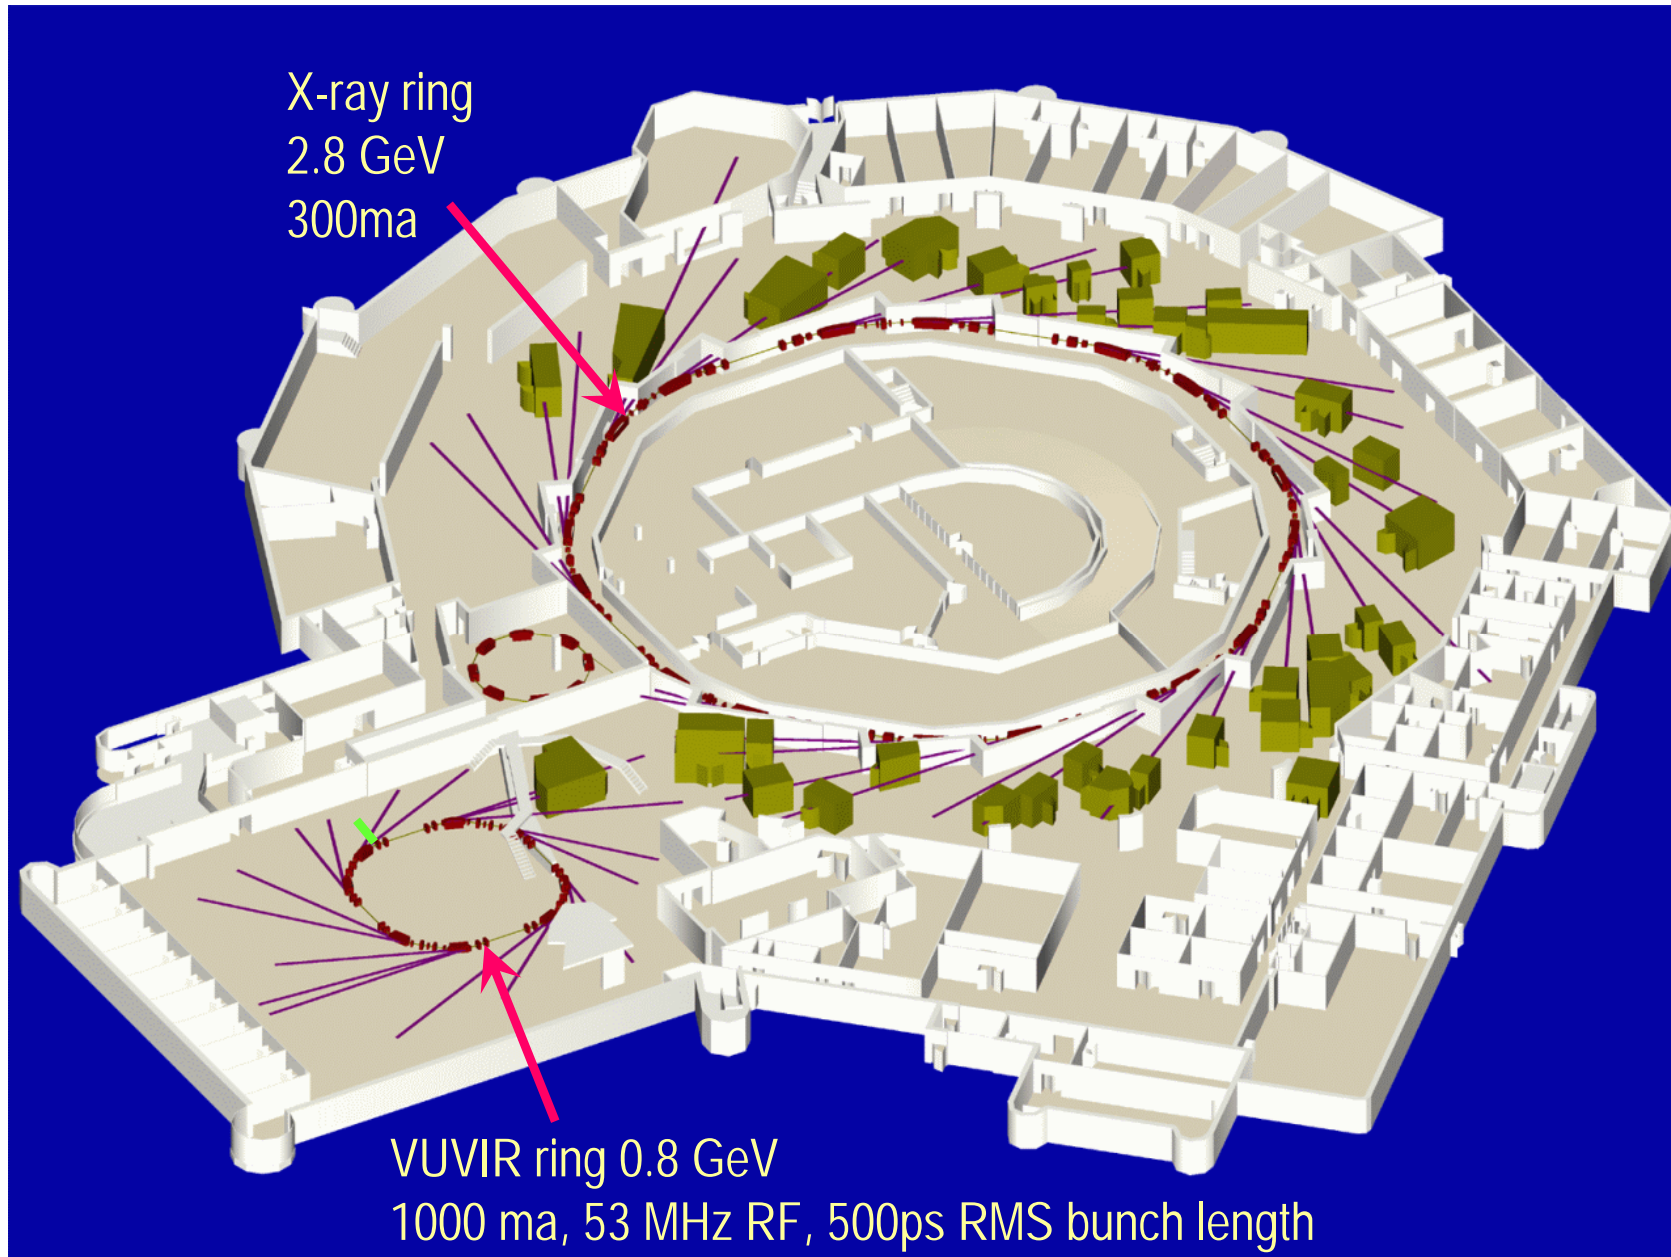 X-ray ring
2.8 GeV
300ma
VUVIR ring 0.8 GeV
1000 ma, 53 MHz RF, 500ps RMS bunch length